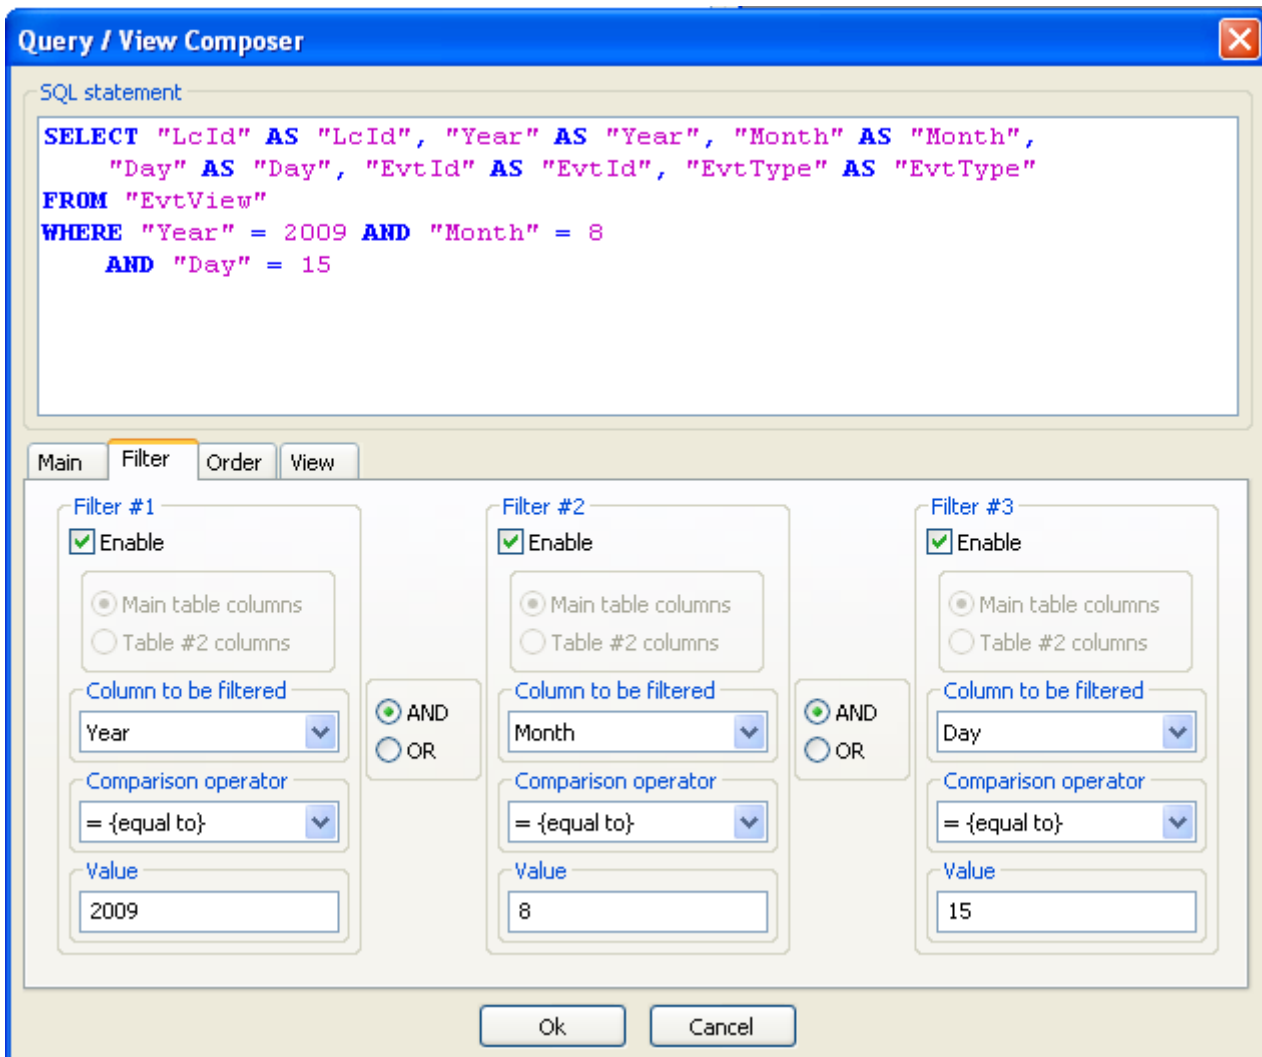 Query / View Composer
SQL statement
SELECT "LcId" AS "LcId", "Year" AS "Year", "Month" AS "Month",
"Day" AS "Day", "EvtId" AS "EvtId", "EvtType" AS "EvtType"
FROM "EvtView"
WHERE "Year" = 2009 AND "Month" = 8
AND "Day" = 15
Main Filter Order View
Filter #1 Filter #2 Filter #3
Enable Enable Enable
Main table columns Main table columns Main table columns
Table #2 columns Table #2 columns Table #2 columns
Column to be filtered Column to be filtered Column to be filtered
Year AND Month AND Day
OR OR
Comparison operator Comparison operator Comparison operator
= {equal to} = {equal to} = {equal to}
Value Value Value
2009 8 15
Ok Cancel